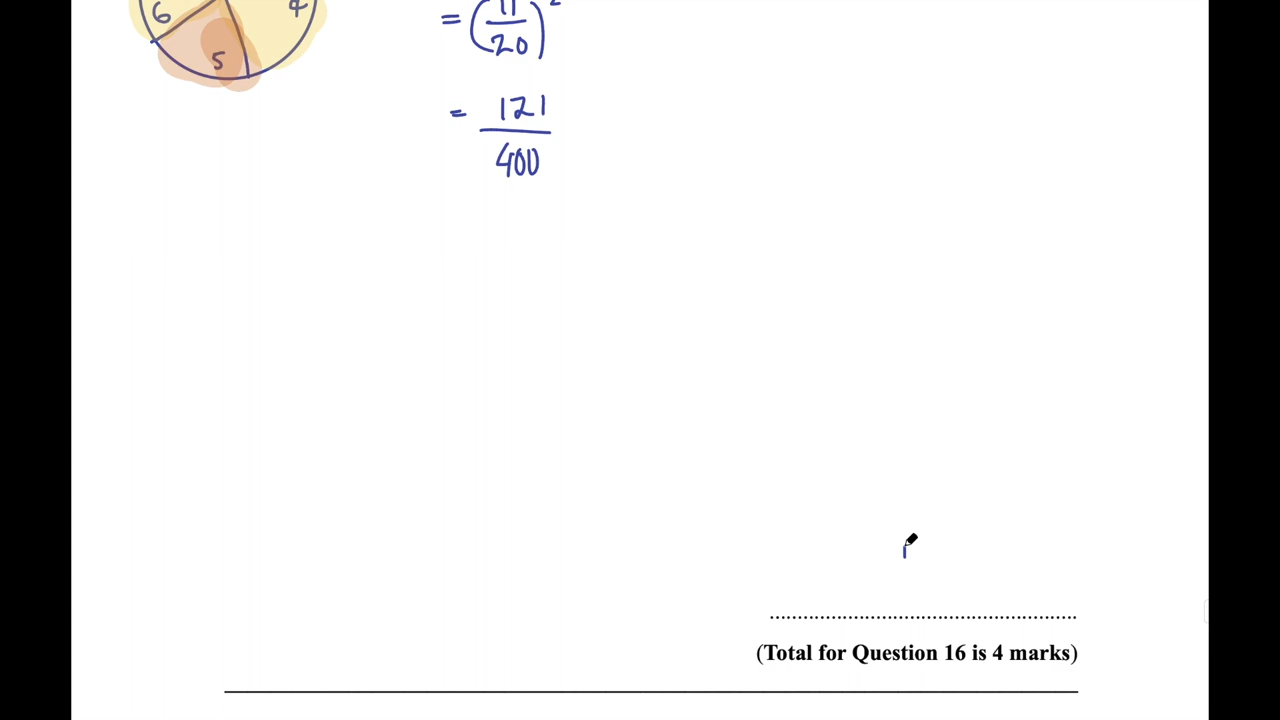 6 4
5
= (11/20)²
= 121/400
(Total for Question 16 is 4 marks)